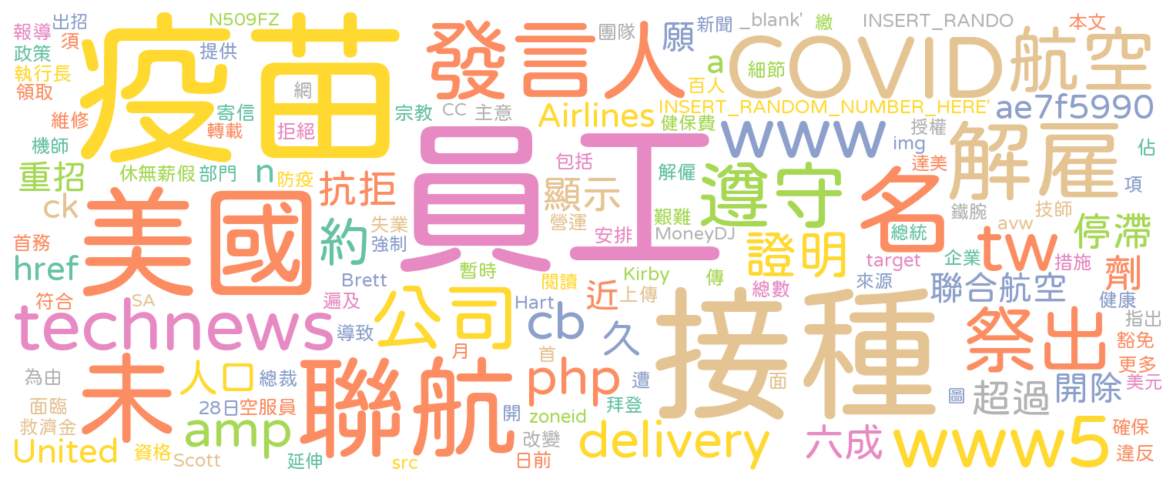 疫苗
員工
接種
美國
聯航
COVID
發言人
航空
解雇
名
未
公司
遵守
祭出
technews
www
www5
tw
php
delivery
amp
cb
約
證明
抗拒
顯示
停滯
劑
聯合航空
開除
超過
六成
久
近
人口
United
href
重招
ck
n
a
願
Airlines
ae7f5990
INSERT_RANDOM_NUMBER_HERE'
INSERT_RANDO
_blank'
N509FZ
出招
報導
須
政策
執行長
領取
提供
維修
寄信
轉載
機師
網
拒絕
宗教
CC
主意
團隊
新聞
繳
細節
百人
健保費
本文
授權
img
佔
達美
項
技師
鐵腕
avw
總統
target
企業
措施
來源
健康
指出
豁免
更多
美元
確保
違反
圖
面
傳
總數
MoneyDJ
艱難
解僱
包括
營運
安排
閱讀
Kirby
上傳
暫時
Hart
Brett
強制
失業
防疫
休無薪假
部門
首務
符合
SA
遍及
導致
月
首
開
遭
拜登
zoneid
改變
日前
src
延伸
28日
空服員
總裁
為由
面臨
救濟金
資格
Scott